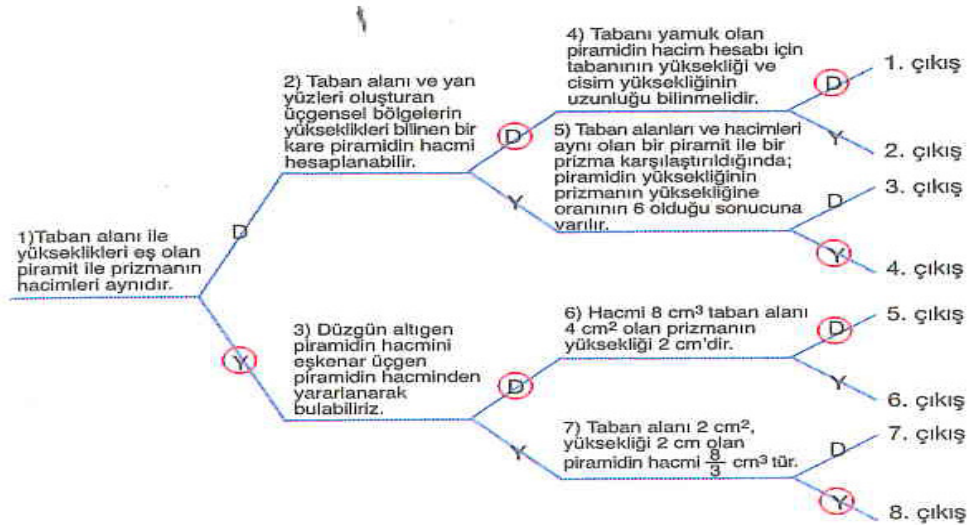 1)Taban alanı ile
yükseklikleri eş olan
piramit ile prizmanın
hacimleri aynıdır.
D
Y
2) Taban alanı ve yan
yüzleri oluşturan
üçgensel bölgelerin
yükseklikleri bilinen bir
kare piramidin hacmi
hesaplanabilir.
D
Y
3) Düzgün altıgen
piramidin hacmini
eşkenar üçgen
piramidin hacminden
yararlanarak
bulabiliriz.
D
Y
4) Tabanı yamuk olan
piramidin hacim hesabı için
tabanının yüksekliği ve
cisim yüksekliğinin
uzunluğu bilinmelidir.
D
Y
1. çıkış
2. çıkış
5) Taban alanları ve hacimleri
aynı olan bir piramit ile bir
prizma karşılaştırıldığında;
piramidin yüksekliğinin
prizmanın yüksekliğine
oranının 6 olduğu sonucuna
varılır.
D
Y
3. çıkış
4. çıkış
6) Hacmi 8 cm³ taban alanı
4 cm² olan prizmanın
yüksekliği 2 cm'dir.
D
Y
5. çıkış
6. çıkış
7) Taban alanı 2 cm²,
yüksekliği 2 cm olan
piramidin hacmi 8/3 cm³ tür.
D
Y
7. çıkış
8. çıkış